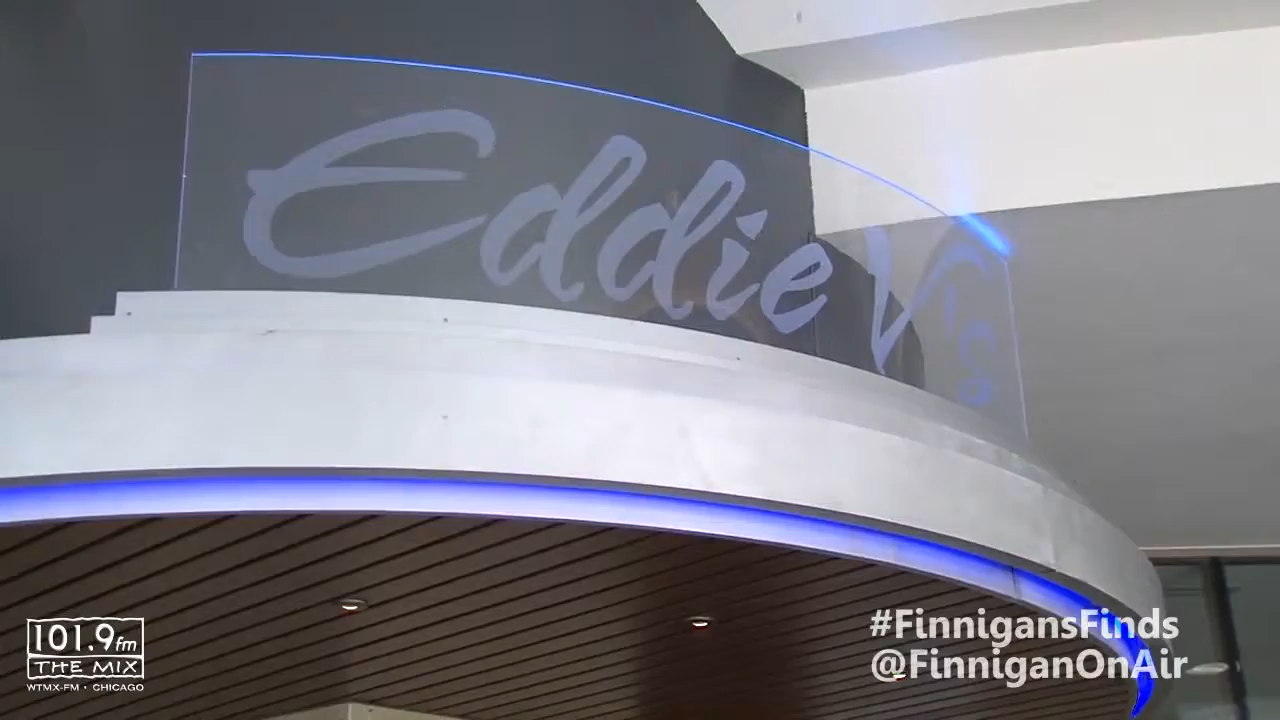 Eddie V's
#FinnigansFinds
@FinniganOnAir
101.9fm
THE MIX
WTMX-FM • CHICAGO